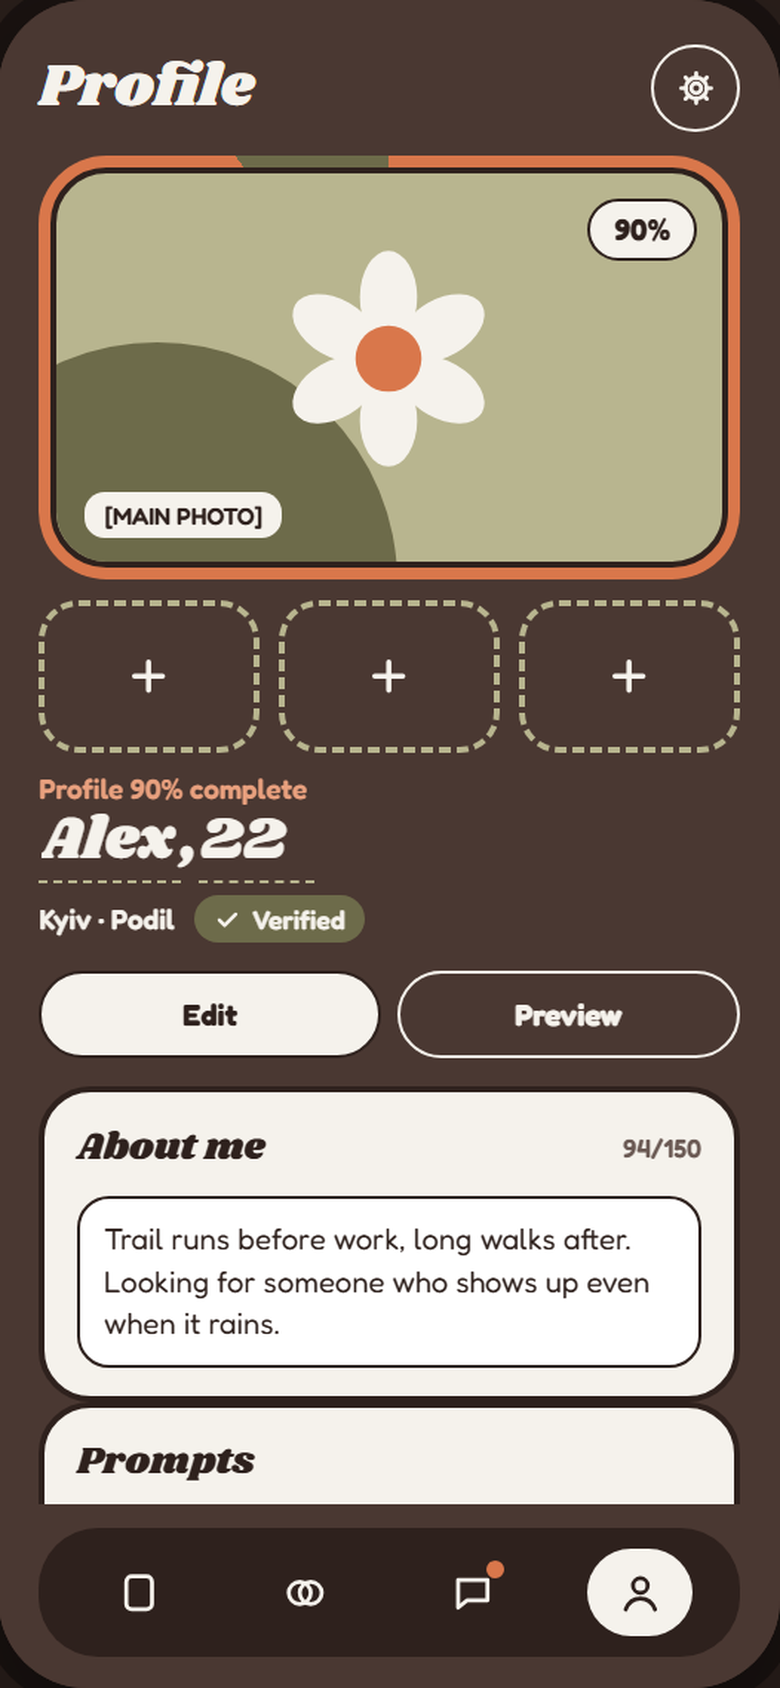 Profile
90%
[MAIN PHOTO]
Profile 90% complete
Alex, 22
Kyiv · Podil
Verified
Edit
Preview
About me
94/150
Trail runs before work, long walks after.
Looking for someone who shows up even
when it rains.
Prompts